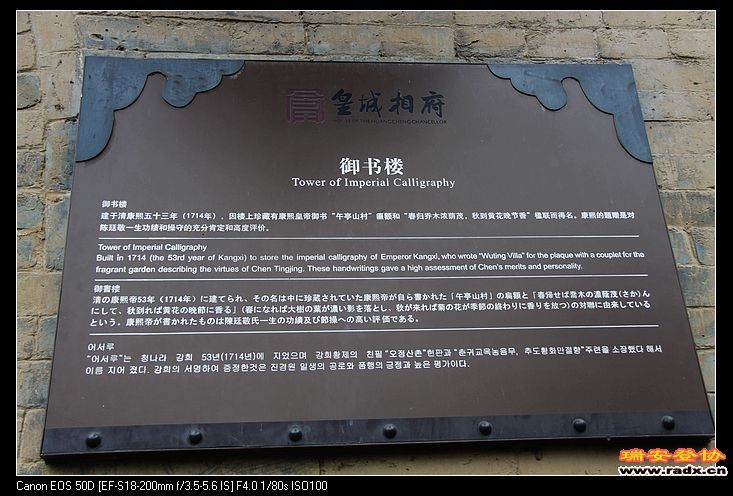 皇城相府
HOUSE OF THE HUANGCHENG CHANCELLOR
御书楼
Tower of Imperial Calligraphy
御书楼
建于清康熙五十三年（1714年），因楼上珍藏有康熙皇帝御书“午亭山村”匾额和“春归乔木浓荫茂，秋到黄花晚节香”楹联而得名。康熙的题赠是对
陈廷敬一生功绩和操守的充分肯定和高度评价。
Tower of Imperial Calligraphy
Built in 1714 (the 53rd year of Kangxi) to store the imperial calligraphy of Emperor Kangxi, who wrote "Wuting Villa" for the plaque with a couplet for the
fragrant garden describing the virtues of Chen Tingjing. These handwritings gave a high assessment of Chen's merits and personality.
御書楼
清の康熙帝53年（1714年）に建てられ、その名は中に珍蔵されていた康熙帝が自ら書かれた「午亭山村」の扁額と「春帰せば喬木の濃蔭茂(さか)ん
にして、秋到れば黄花の晩節に香る」(春になれば大樹の葉が濃い影を落とし、秋が来れば菊の花が季節の終わりに香りを放つ)の対聯に由来している
という。康熙帝が書かれたものは陳廷敬氏一生の功績及び節操への高い評価である。
어서루
"어서루"는 청나라 강희 53년(1714년)에 지었으며 강희황제의 친필 "오정산촌"현판과 "춘귀교목농음무, 추도황화만절향"주련을 소장했다 해서
이름 지어 졌다. 강희의 서명하여 증정한것은 진경원 일생의 공로와 품행의 긍정과 높은 평가이다.
瑞安登协
www.radx.cn
Canon EOS 50D [EF-S18-200mm f/3.5-5.6 IS] F4.0 1/80s ISO100